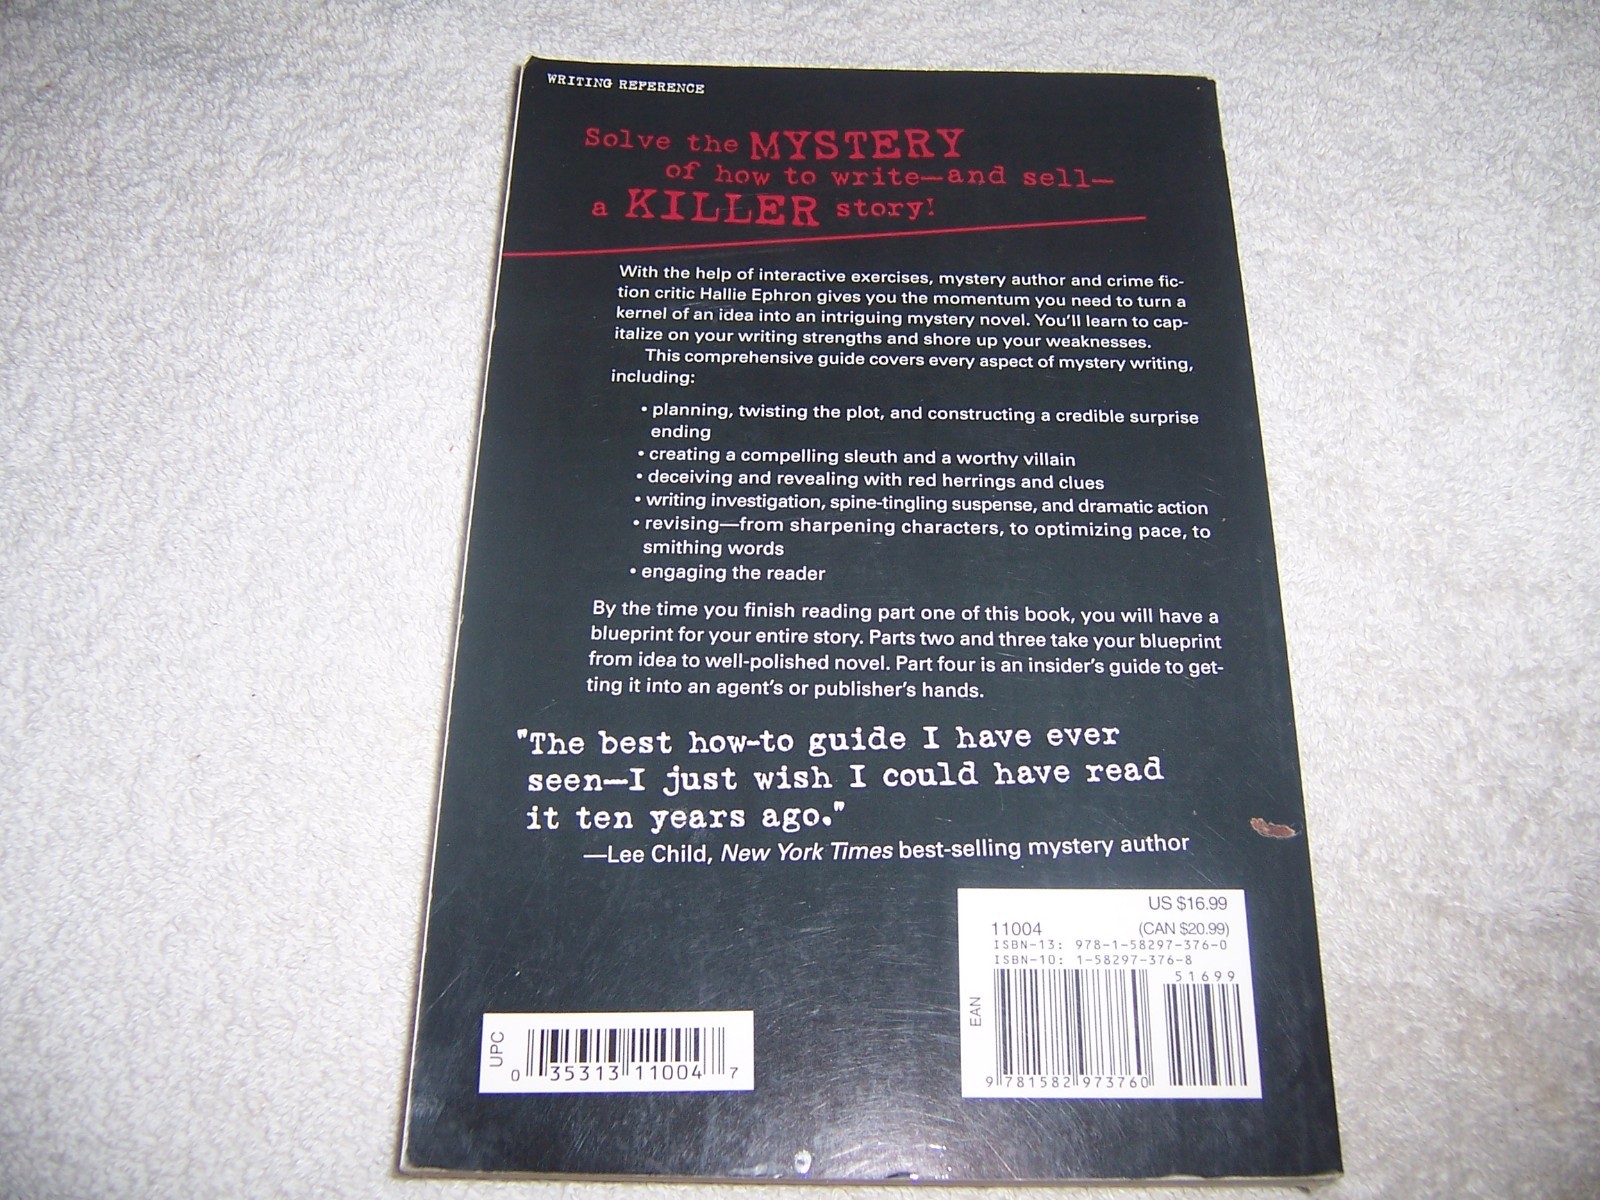 WRITING REFERENCE
Solve the MYSTERY
of how to write—and sell—
a KILLER story!
With the help of interactive exercises, mystery author and crime fic-
tion critic Hallie Ephron gives you the momentum you need to turn a
kernel of an idea into an intriguing mystery novel. You'll learn to cap-
italize on your writing strengths and shore up your weaknesses.
This comprehensive guide covers every aspect of mystery writing,
including:
• planning, twisting the plot, and constructing a credible surprise
ending
• creating a compelling sleuth and a worthy villain
• deceiving and revealing with red herrings and clues
• writing investigation, spine-tingling suspense, and dramatic action
• revising—from sharpening characters, to optimizing pace, to
smithing words
• engaging the reader
By the time you finish reading part one of this book, you will have a
blueprint for your entire story. Parts two and three take your blueprint
from idea to well-polished novel. Part four is an insider's guide to get-
ting it into an agent's or publisher's hands.
"The best how-to guide I have ever
seen—I just wish I could have read
it ten years ago."
—Lee Child, New York Times best-selling mystery author
US $16.99
11004 (CAN $20.99)
ISBN-13: 978-1-58297-376-0
ISBN-10: 1-58297-376-8
51699
EAN
9 781582 973760
UPC
0 35313 11004 7